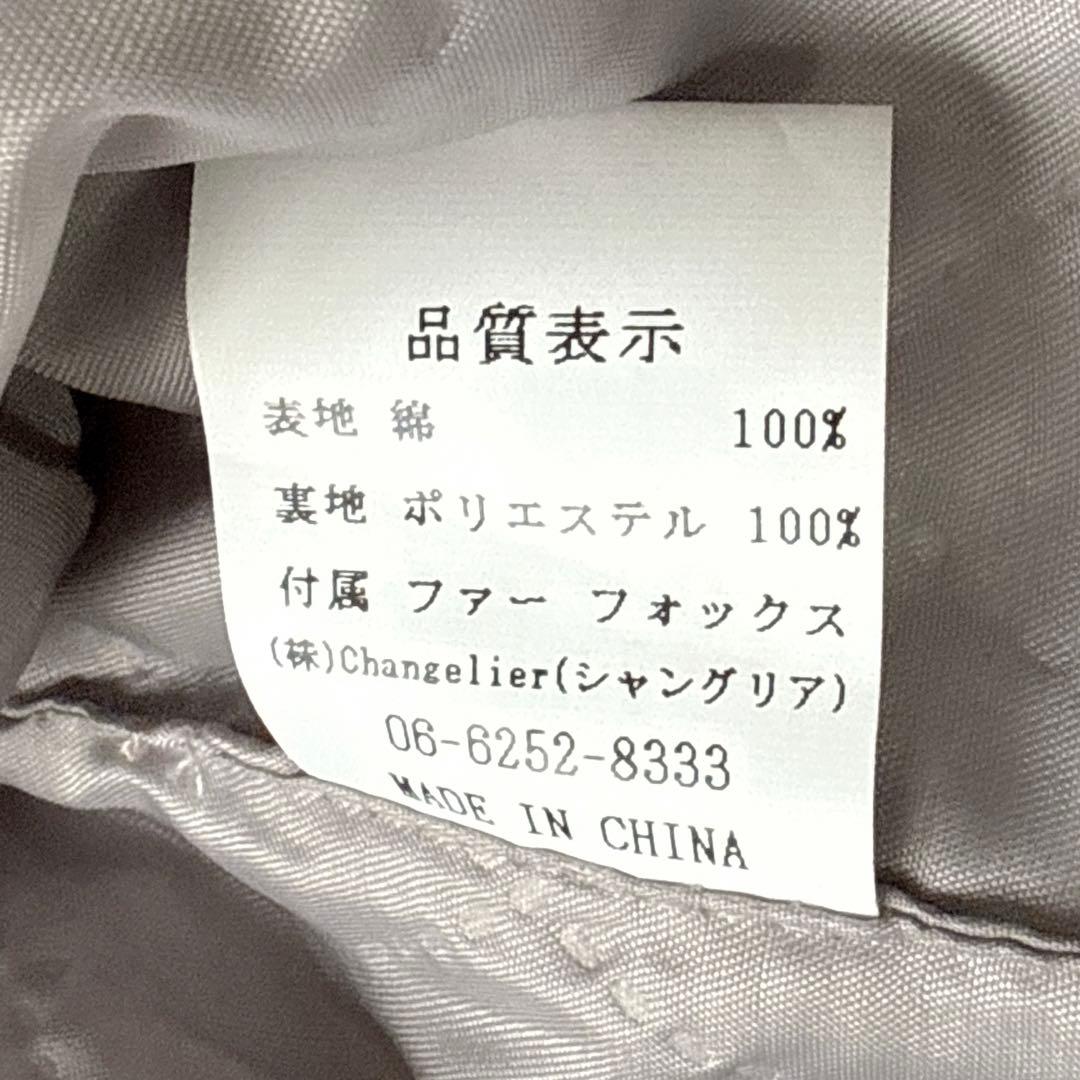 品質表示
表地 綿 100%
裏地 ポリエステル 100%
付属 ファー フォックス
(株)Changelier(シャングリア)
06-6252-8333
MADE IN CHINA